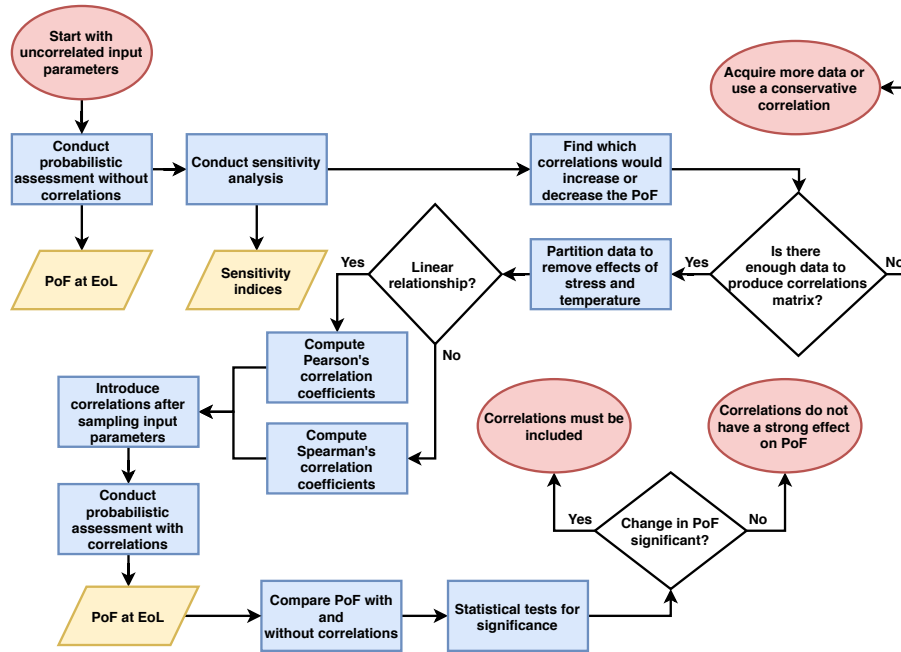 Start with
uncorrelated input
parameters
Acquire more data or
use a conservative
correlation
Conduct
probabilistic
assessment without
correlations
Conduct sensitivity
analysis
Find which
correlations would
increase or
decrease the PoF
PoF at EoL
Sensitivity
indices
Yes
Linear
relationship?
No
Partition data to
remove effects of
stress and
temperature
Yes
Is there
enough data to
produce correlations
matrix?
No
Compute
Pearson's
correlation
coefficients
Introduce
correlations after
sampling input
parameters
Compute
Spearman's
correlation
coefficients
Correlations must be
included
Correlations do not
have a strong effect
on PoF
Conduct
probabilistic
assessment with
correlations
Yes
Change in PoF
significant?
No
PoF at EoL
Compare PoF with
and
without correlations
Statistical tests for
significance